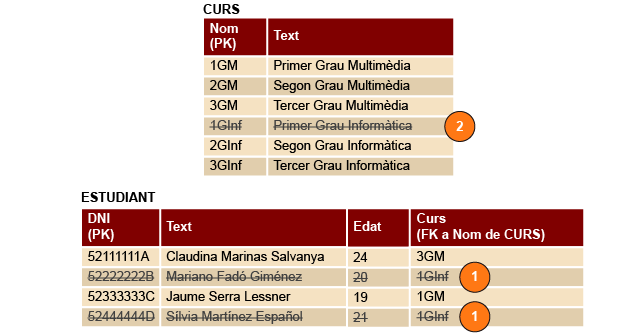 CURS
Nom (PK) Text
1GM Primer Grau Multimèdia
2GM Segon Grau Multimèdia
3GM Tercer Grau Multimèdia
1GInf Primer Grau Informàtica 2
2GInf Segon Grau Informàtica
3GInf Tercer Grau Informàtica
ESTUDIANT
DNI (PK) Text Edat Curs (FK a Nom de CURS)
52111111A Claudina Marinas Salvanya 24 3GM
52222222B Mariano Fadó Giménez 20 1GInf 1
52333333C Jaume Serra Lessner 19 1GM
52444444D Sílvia Martínez Español 21 1GInf 1